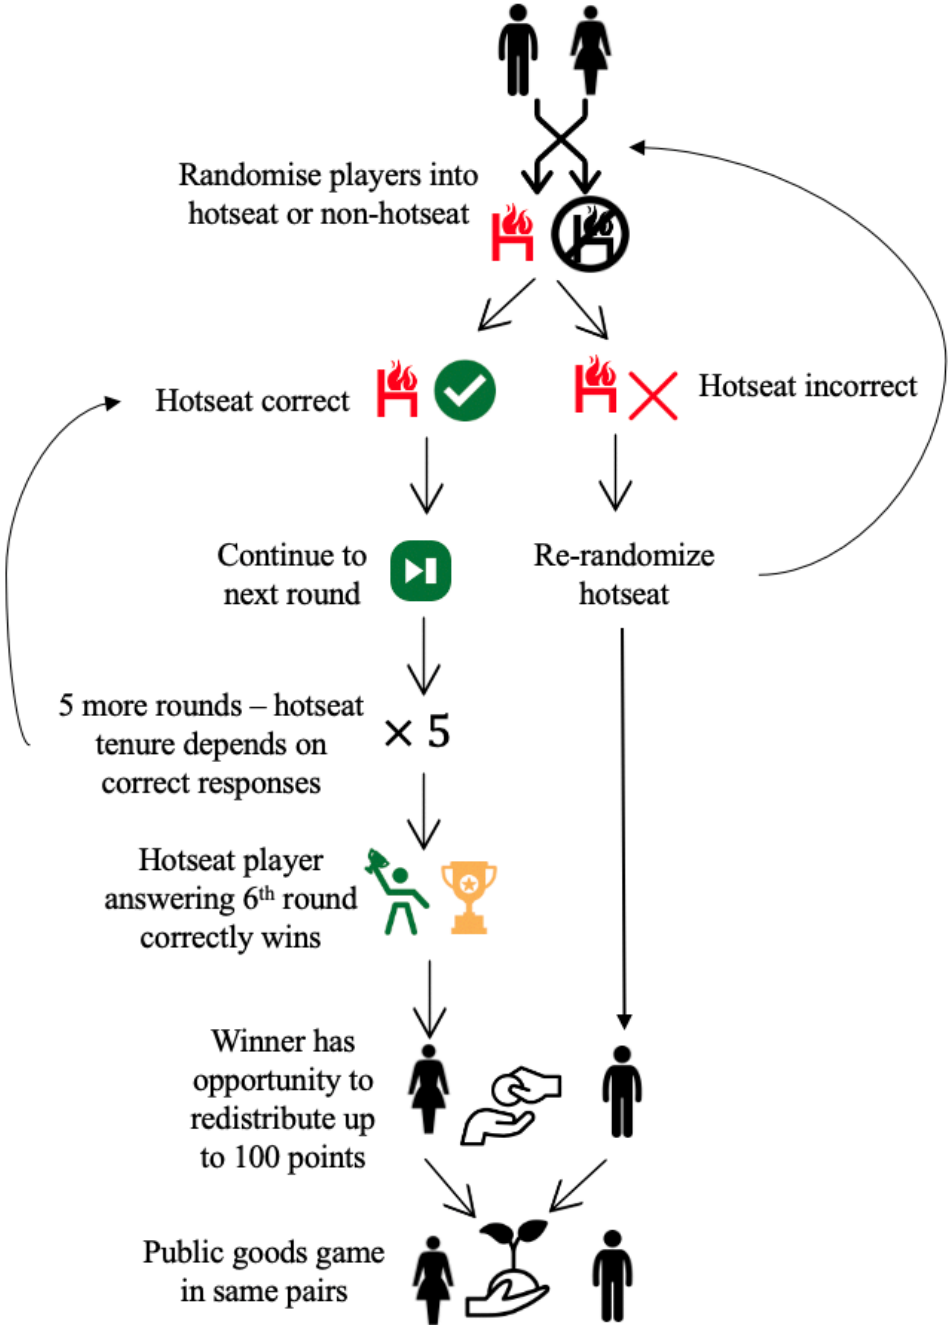 Randomise players into
hotseat or non-hotseat
Hotseat correct
Hotseat incorrect
Continue to
next round
Re-randomize
hotseat
5 more rounds – hotseat
tenure depends on
correct responses
× 5
Hotseat player
answering 6th round
correctly wins
Winner has
opportunity to
redistribute up
to 100 points
Public goods game
in same pairs